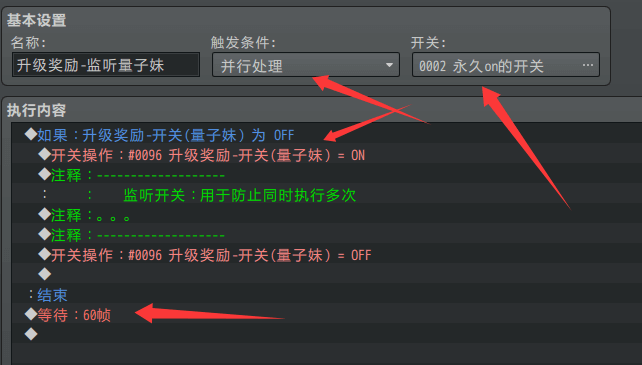 基本设置
名称: 触发条件: 开关:
升级奖励-监听量子妹 并行处理 0002 永久on的开关 ...
执行内容
◆如果：升级奖励-开关(量子妹) 为 OFF
◆开关操作：#0096 升级奖励-开关(量子妹) = ON
◆注释：-------------------
： ： 监听开关：用于防止同时执行多次
◆注释：。。。
◆注释：-------------------
◆开关操作：#0096 升级奖励-开关(量子妹) = OFF
◆
：结束
◆等待：60帧
◆